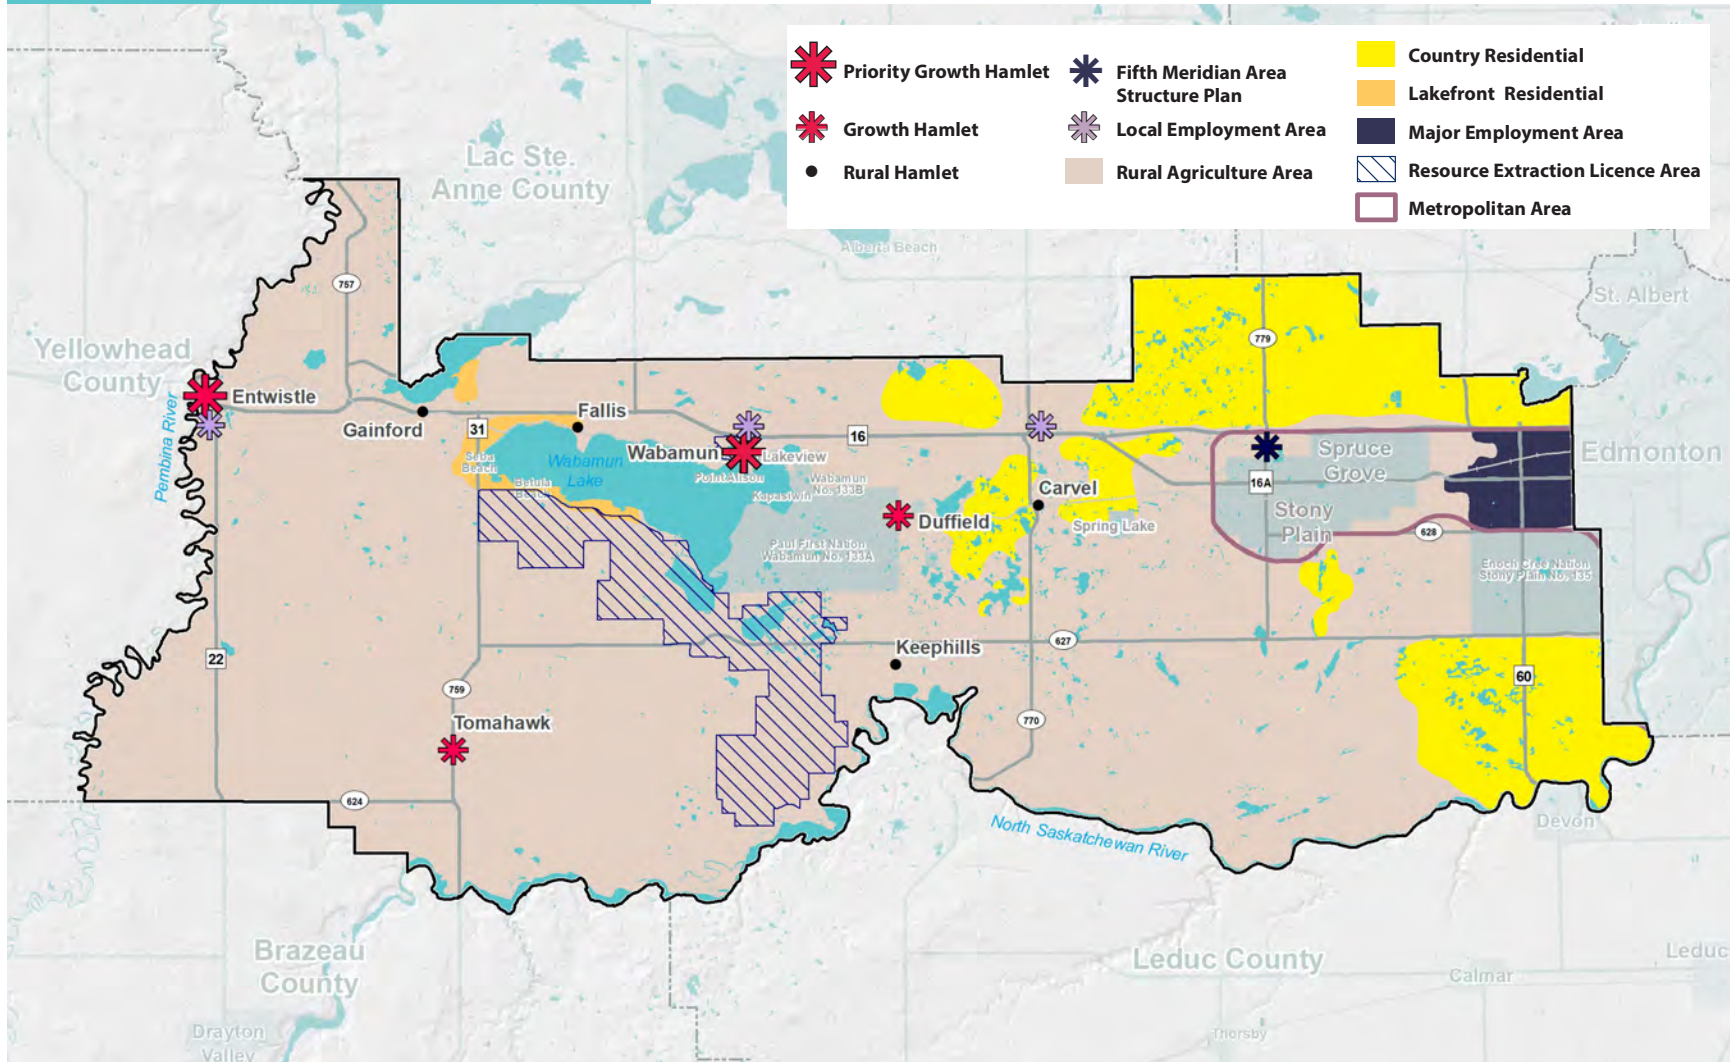 Priority Growth Hamlet
Growth Hamlet
Rural Hamlet
Fifth Meridian Area
Structure Plan
Local Employment Area
Rural Agriculture Area
Country Residential
Lakefront Residential
Major Employment Area
Resource Extraction Licence Area
Metropolitan Area
Lac Ste.
Anne County
Alberta Beach
St. Albert
757
779
Yellowhead
County
Entwistle
Gainford
Fallis
31
16
Pembina River
Seba
Beach
Wabamun
Lake
Betula
Beach
Wabamun
Lakeview
Point Alison
Kapasiwin
Wabamun
No. 133B
Carvel
Duffield
Spring Lake
Spruce
Grove
16A
Stony
Plain
628
Edmonton
Paul First Nation
Wabamun No. 133A
Enoch Cree Nation
Stony Plain No. 135
Keephills
627
22
759
60
Tomahawk
770
624
North Saskatchewan River
Devon
Brazeau
County
Leduc County
Leduc
Calmar
Drayton
Valley
Thorsby